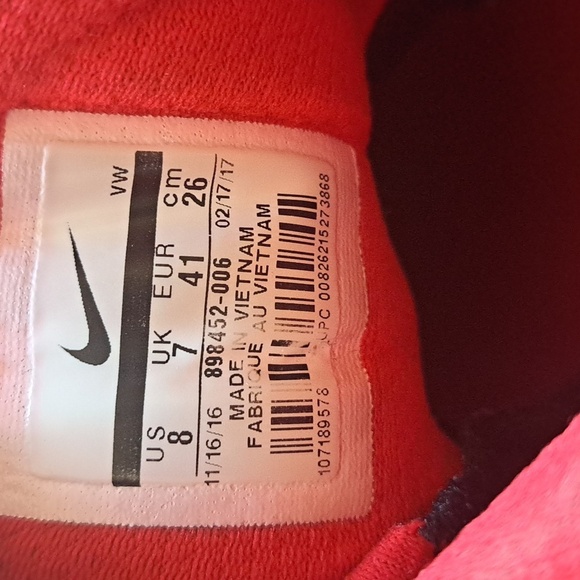 VW
US UK EUR cm
8 7 41 26
11/16/16 898452-006 02/17/17
MADE IN VIETNAM
FABRIQUE AU VIETNAM
107189578 UPC 00826215273868